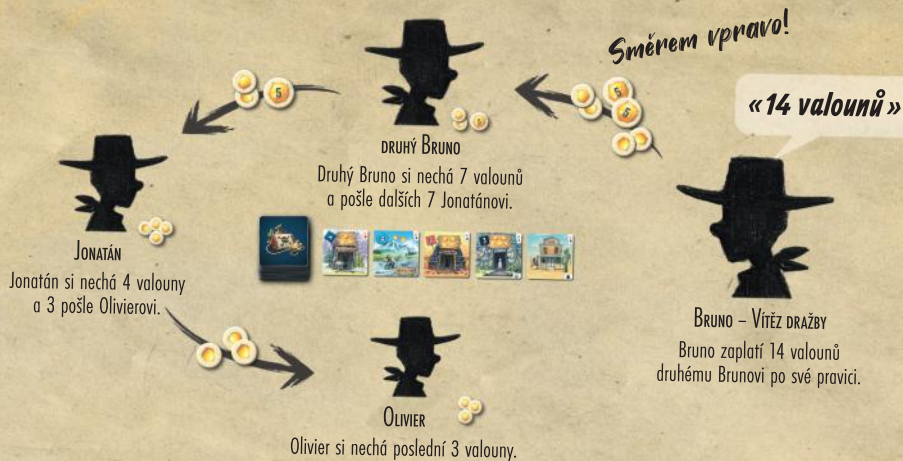 Směrem vpravo!
«14 valounů»
DRUHÝ BRUNO
Druhý Bruno si nechá 7 valounů
a pošle dalších 7 Jonatánovi.
JONATÁN
Jonatán si nechá 4 valouny
a 3 pošle Olivierovi.
BRUNO – VÍTĚZ DRAŽBY
Bruno zaplatí 14 valounů
druhému Brunovi po své pravici.
OLIVIER
Olivier si nechá poslední 3 valouny.